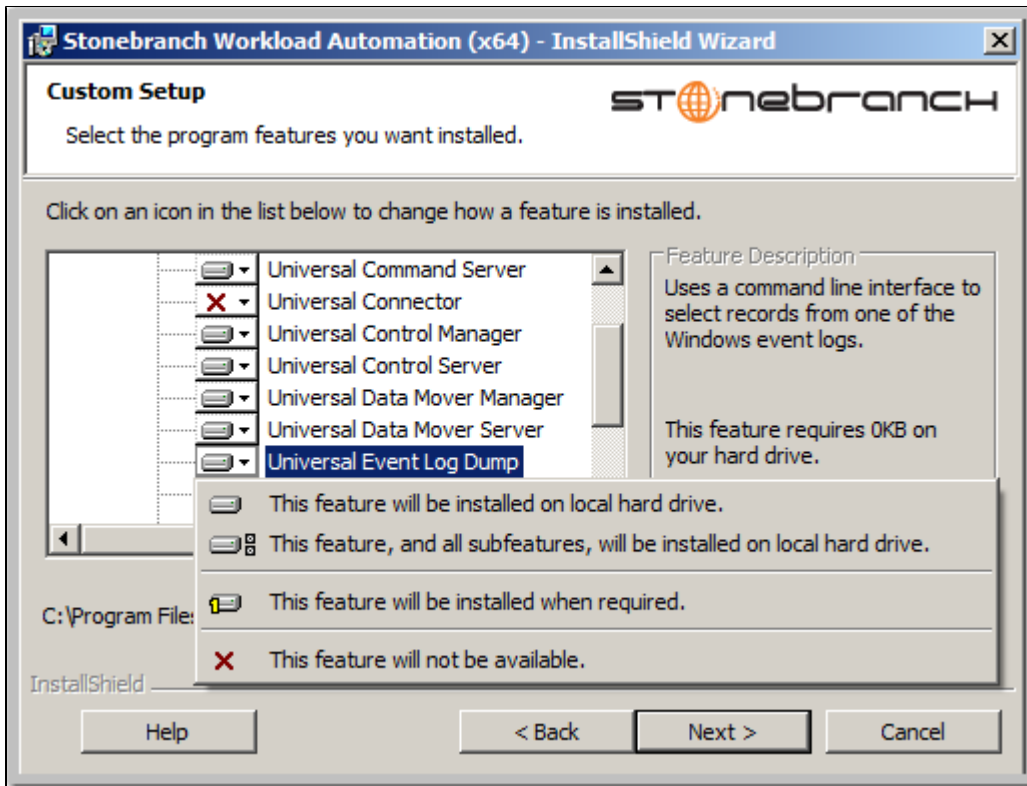 Stonebranch Workload Automation (x64) - InstallShield Wizard
Custom Setup
Select the program features you want installed.
stonebranch
Click on an icon in the list below to change how a feature is installed.
Universal Command Server
Universal Connector
Universal Control Manager
Universal Control Server
Universal Data Mover Manager
Universal Data Mover Server
Universal Event Log Dump
Feature Description
Uses a command line interface to
select records from one of the
Windows event logs.
This feature requires 0KB on
your hard drive.
This feature will be installed on local hard drive.
This feature, and all subfeatures, will be installed on local hard drive.
This feature will be installed when required.
This feature will not be available.
C:\Program File
InstallShield
Help
< Back
Next >
Cancel